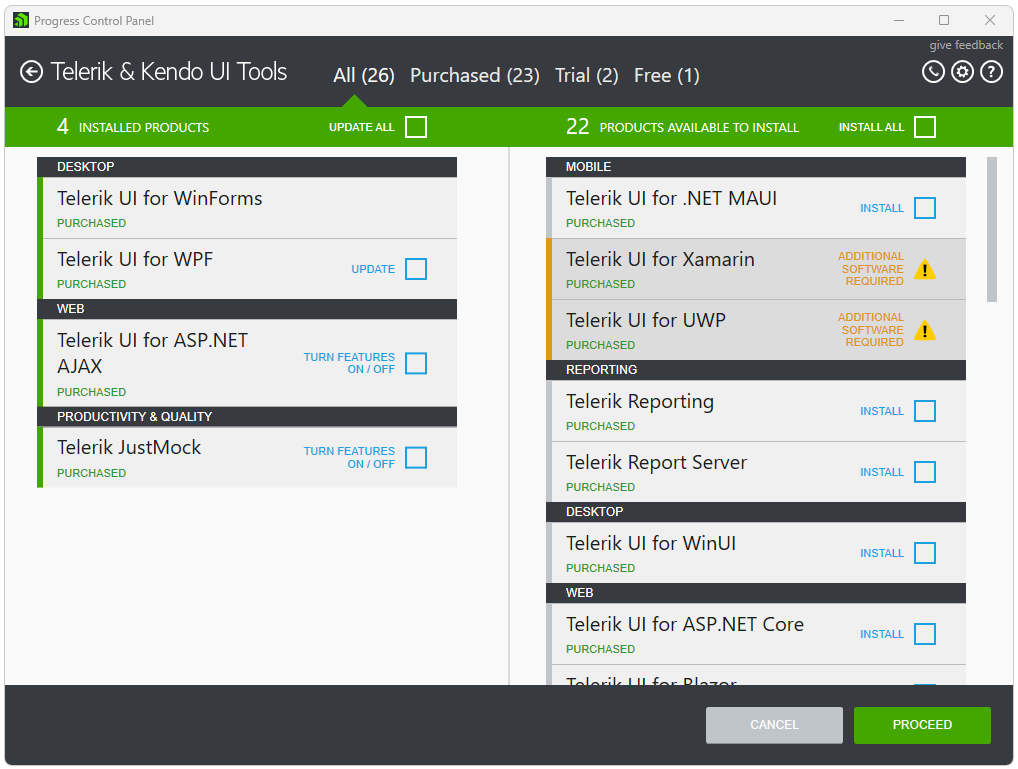 Progress Control Panel
give feedback
Telerik & Kendo UI Tools
All (26) Purchased (23) Trial (2) Free (1)
4 INSTALLED PRODUCTS
UPDATE ALL
22 PRODUCTS AVAILABLE TO INSTALL
INSTALL ALL
DESKTOP
Telerik UI for WinForms
PURCHASED
Telerik UI for WPF
PURCHASED
UPDATE
WEB
Telerik UI for ASP.NET
AJAX
PURCHASED
TURN FEATURES
ON / OFF
PRODUCTIVITY & QUALITY
Telerik JustMock
PURCHASED
TURN FEATURES
ON / OFF
MOBILE
Telerik UI for .NET MAUI
PURCHASED
INSTALL
Telerik UI for Xamarin
PURCHASED
ADDITIONAL
SOFTWARE
REQUIRED
Telerik UI for UWP
PURCHASED
ADDITIONAL
SOFTWARE
REQUIRED
REPORTING
Telerik Reporting
PURCHASED
INSTALL
Telerik Report Server
PURCHASED
INSTALL
DESKTOP
Telerik UI for WinUI
PURCHASED
INSTALL
WEB
Telerik UI for ASP.NET Core
PURCHASED
INSTALL
Telerik UI for Blazor
CANCEL
PROCEED